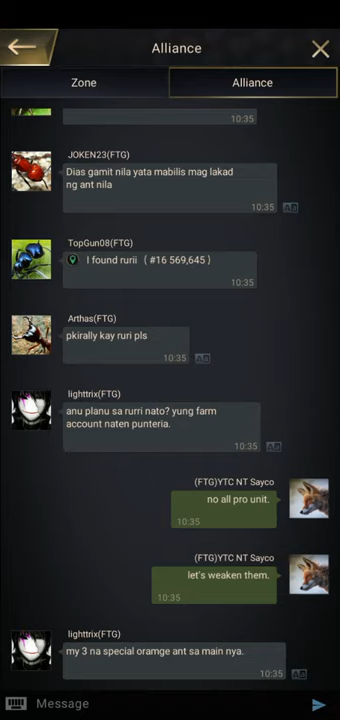 Alliance
Zone
Alliance
10:35
JOKEN23(FTG)
Dias gamit nila yata mabilis mag lakad
ng ant nila
10:35
TopGun08(FTG)
I found rurii ( #16 569,645 )
10:35
Arthas(FTG)
pkirally kay ruri pls
10:35
lighttrix(FTG)
anu planu sa rurri nato? yung farm
account naten punteria.
10:35
(FTG)YTC NT Sayco
no all pro unit.
10:35
(FTG)YTC NT Sayco
let's weaken them.
10:35
lighttrix(FTG)
my 3 na special oramge ant sa main nya.
10:35
Message